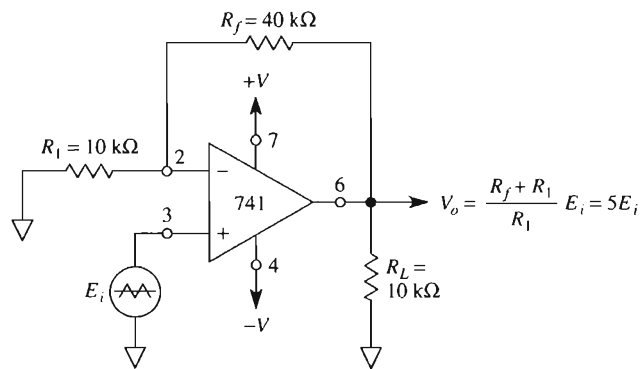 R_f = 40 kΩ
+V
7
R_1 = 10 kΩ
2
−
6
741
V_o = \frac{R_f + R_1}{R_1} E_i = 5E_i
3
+
4
R_L =
10 kΩ
E_i
−V